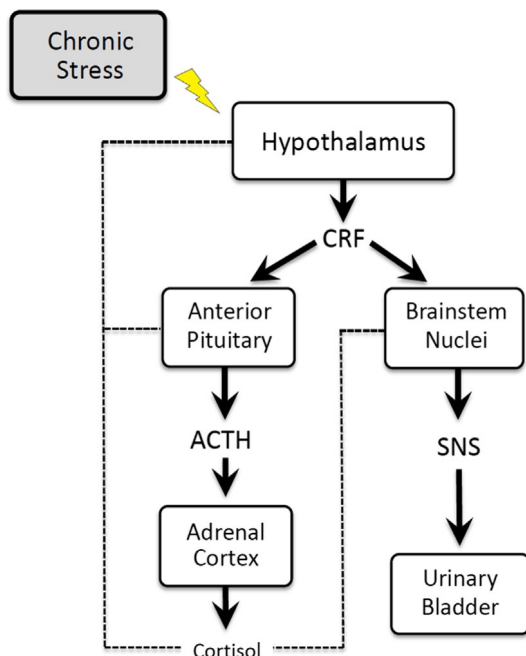 Chronic
Stress
Hypothalamus
CRF
Anterior
Pituitary
Brainstem
Nuclei
ACTH
SNS
Adrenal
Cortex
Urinary
Bladder
Cortisol